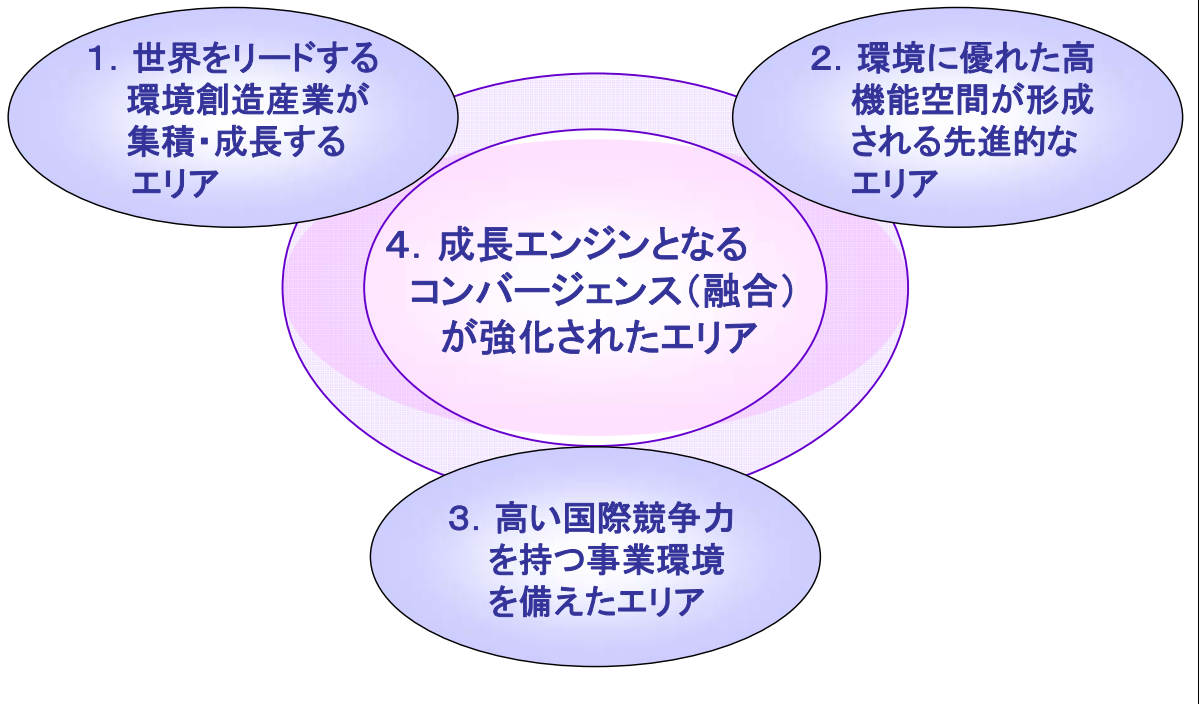 1. 世界をリードする
環境創造産業が
集積・成長する
エリア
2. 環境に優れた高
機能空間が形成
される先進的な
エリア
4. 成長エンジンとなる
コンバージェンス(融合)
が強化されたエリア
3. 高い国際競争力
を持つ事業環境
を備えたエリア